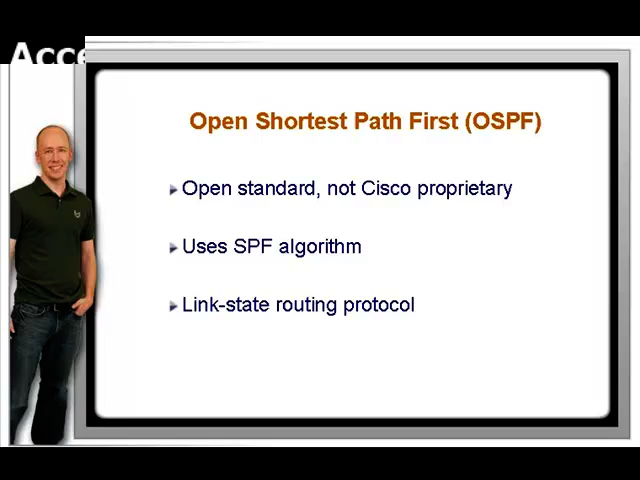 Open Shortest Path First (OSPF)
Open standard, not Cisco proprietary
Uses SPF algorithm
Link-state routing protocol